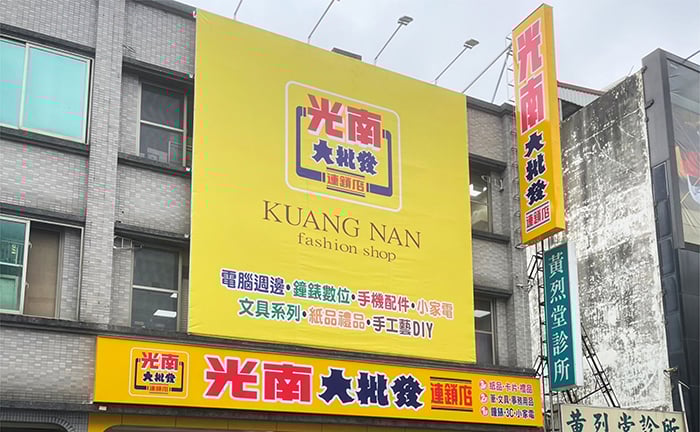 光南
大批發
連鎖店
KUANG NAN
fashion shop
電腦週邊·鐘錶數位·手機配件·小家電
文具系列·紙品禮品·手工藝DIY
光南大批發 連鎖店
黃烈堂診所
光南
大批發
連鎖店
光南大批發 連鎖店
紙品·卡片·禮品
筆·文具·事務用品
鐘錶·3C·小家電
黃烈堂診所